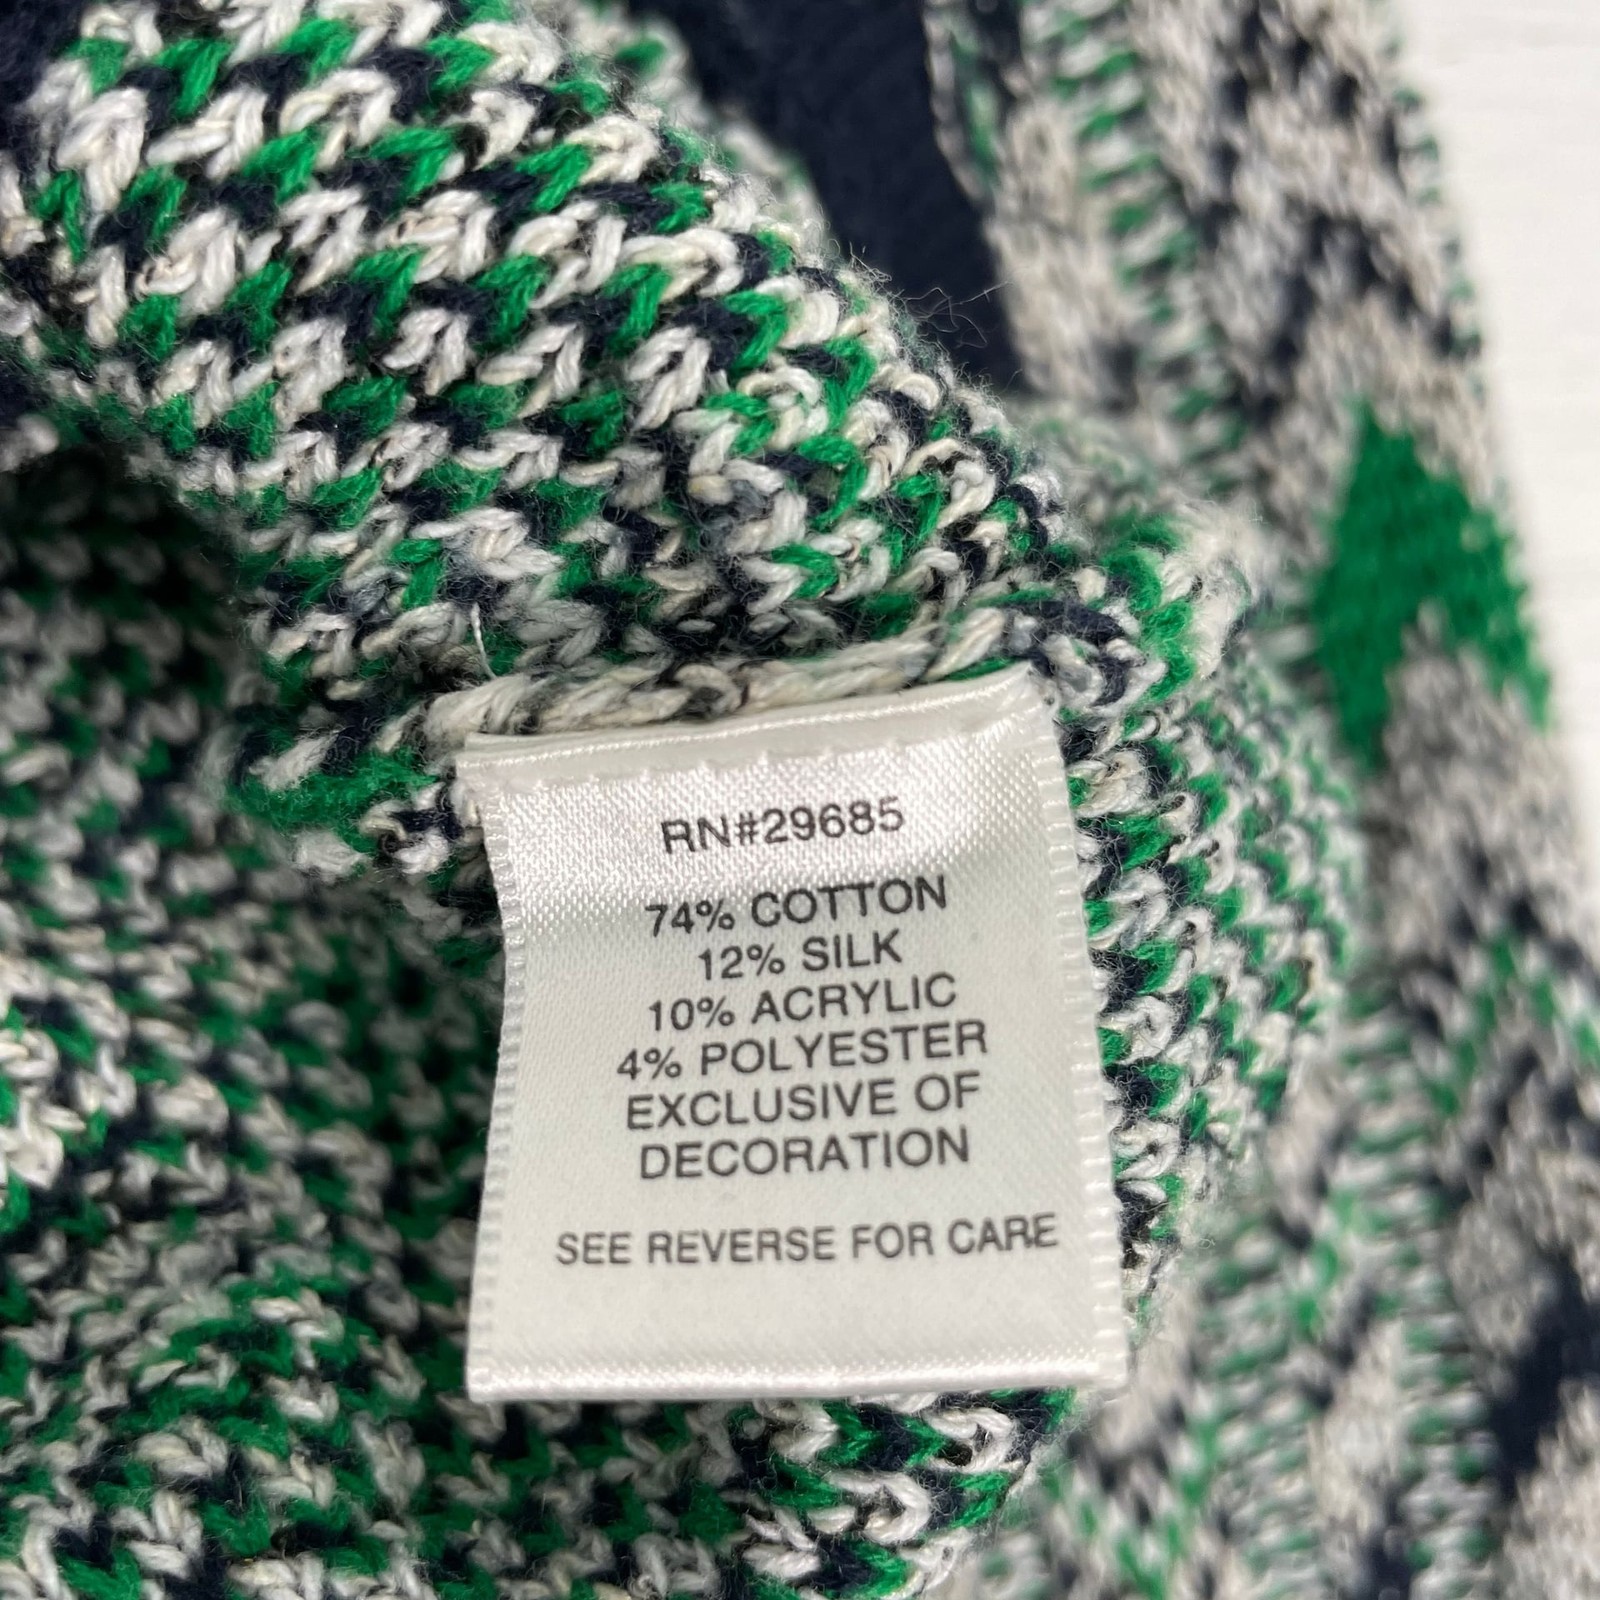 RN#29685
74% COTTON
12% SILK
10% ACRYLIC
4% POLYESTER
EXCLUSIVE OF
DECORATION
SEE REVERSE FOR CARE